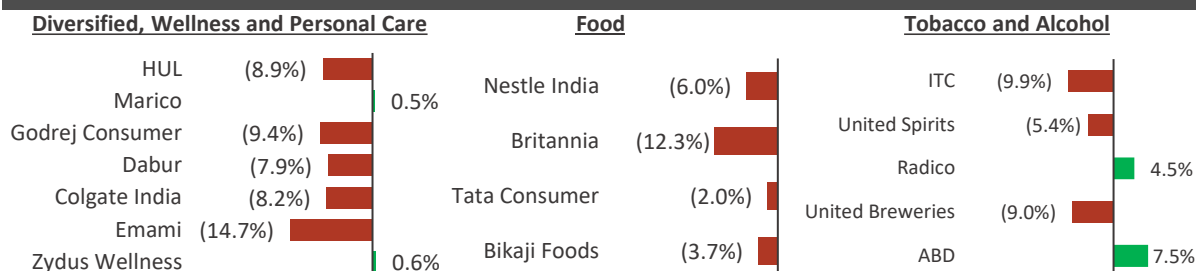 Diversified, Wellness and Personal Care
HUL (8.9%)
Marico 0.5%
Godrej Consumer (9.4%)
Dabur (7.9%)
Colgate India (8.2%)
Emami (14.7%)
Zydus Wellness 0.6%
Food
Nestle India (6.0%)
Britannia (12.3%)
Tata Consumer (2.0%)
Bikaji Foods (3.7%)
Tobacco and Alcohol
ITC (9.9%)
United Spirits (5.4%)
Radico 4.5%
United Breweries (9.0%)
ABD 7.5%